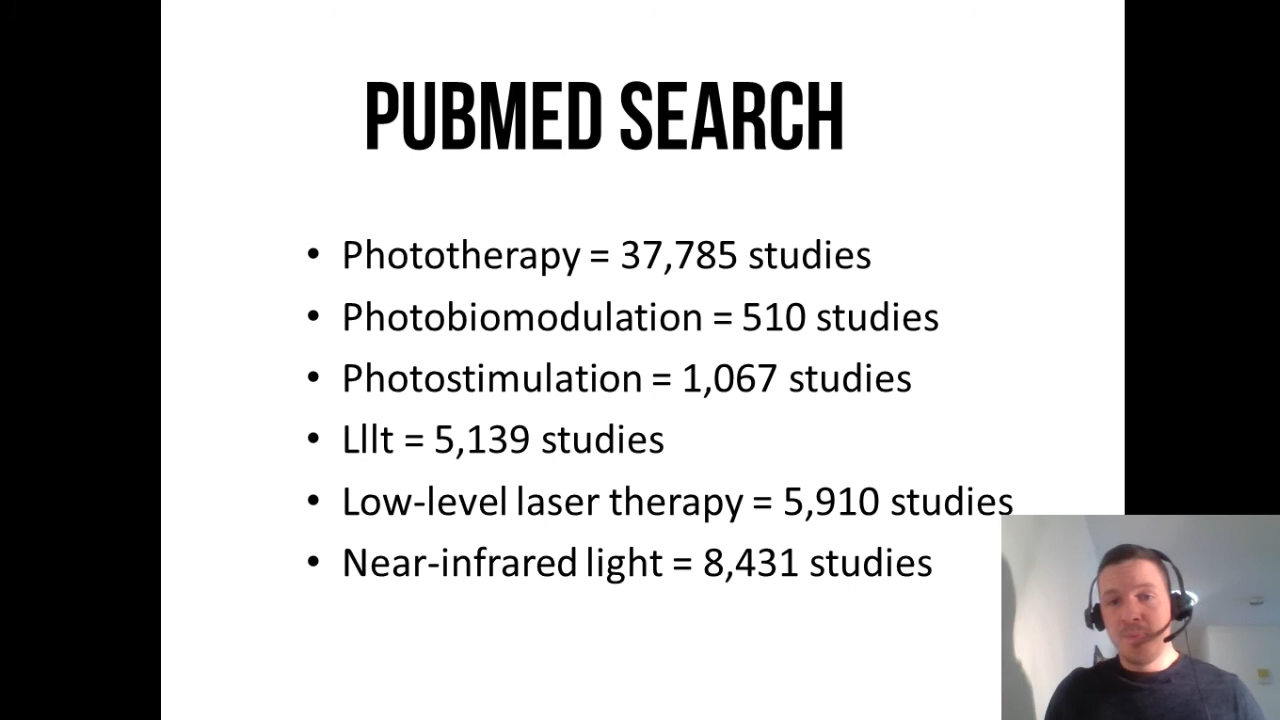 PUBMED SEARCH
• Phototherapy = 37,785 studies
• Photobiomodulation = 510 studies
• Photostimulation = 1,067 studies
• Lllt = 5,139 studies
• Low-level laser therapy = 5,910 studies
• Near-infrared light = 8,431 studies